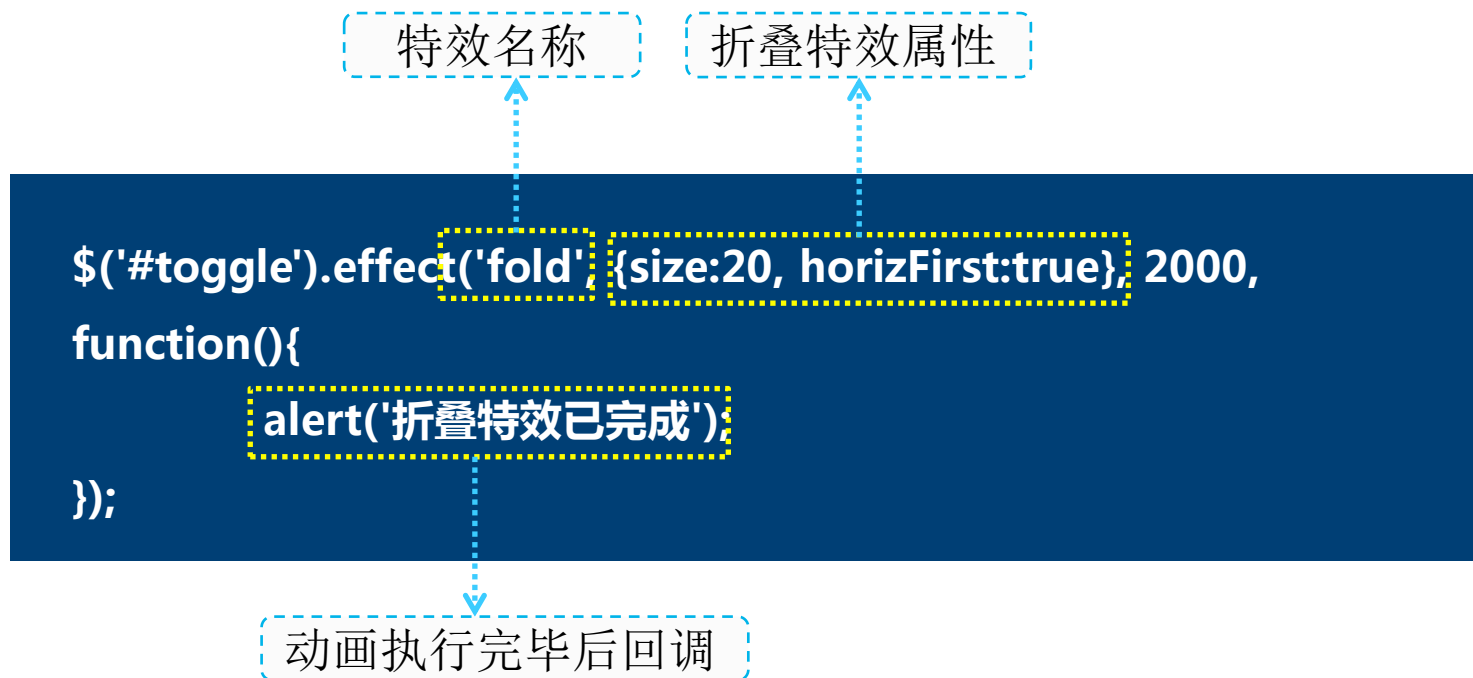 特效名称 折叠特效属性
$('#toggle').effect('fold', {size:20, horizFirst:true}, 2000,
function(){
alert('折叠特效已完成');
});
动画执行完毕后回调